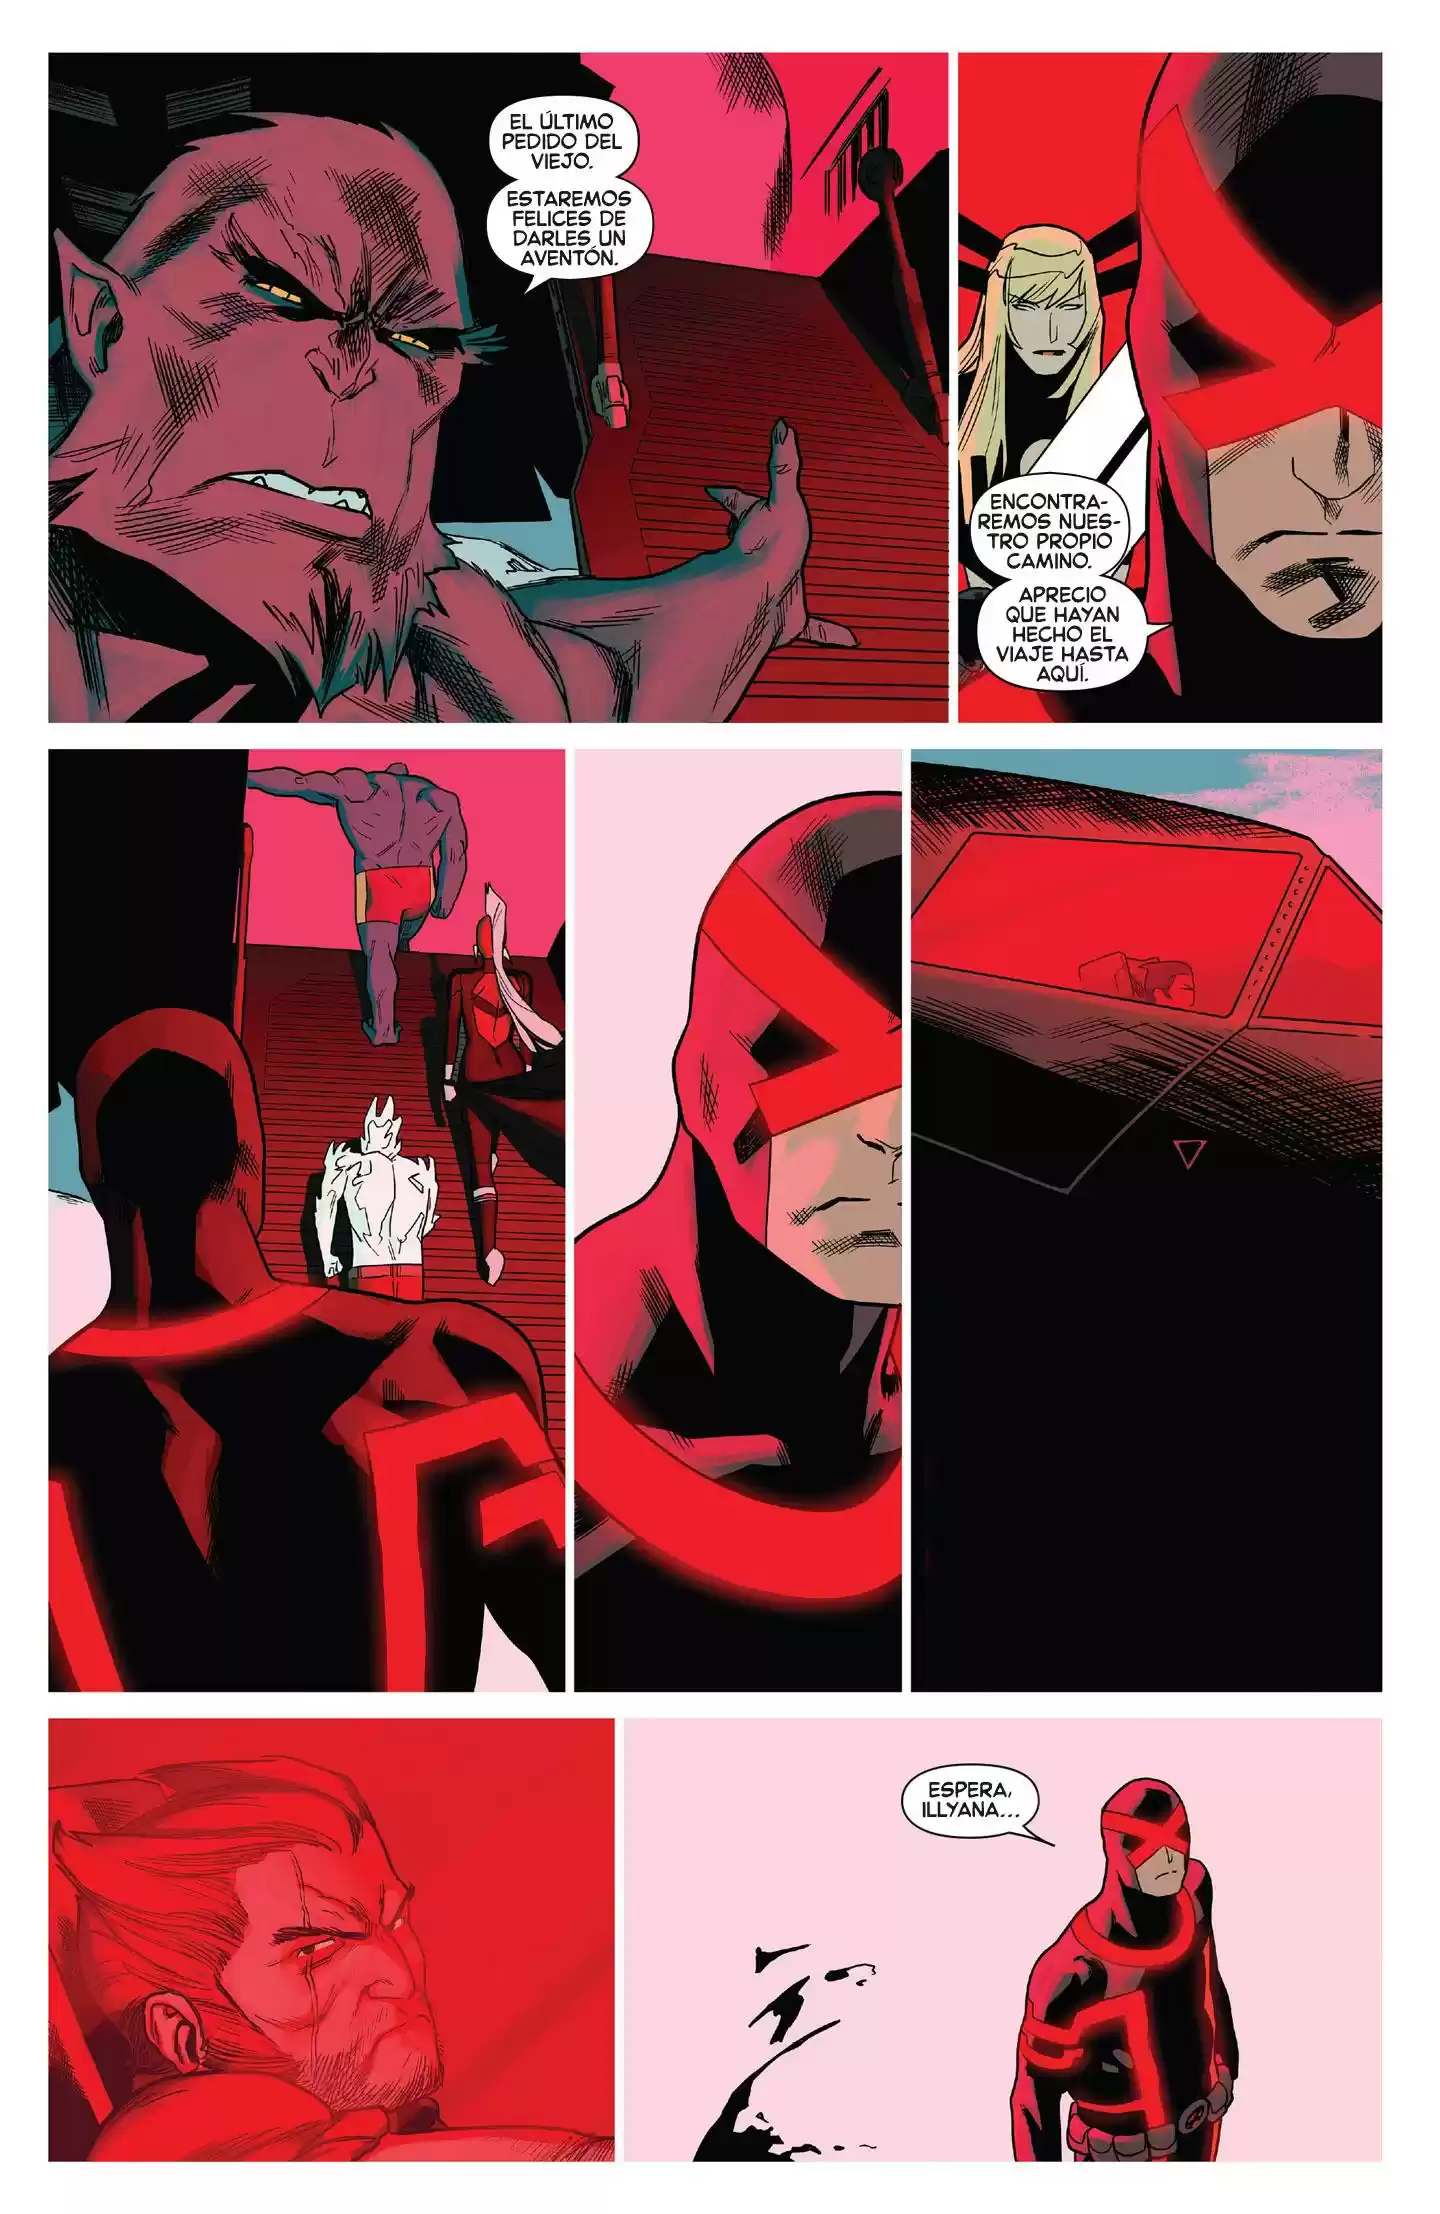 EL ÚLTIMO
PEDIDO DEL
VIEJO.
ESTAREMOS
FELICES DE
DARLES UN
AVENTÓN.
ENCONTRA-
REMOS NUES-
TRO PROPIO
CAMINO.
APRECIO
QUE HAYAN
HECHO EL
VIAJE HASTA
AQUÍ.
ESPERA,
ILLYANA...